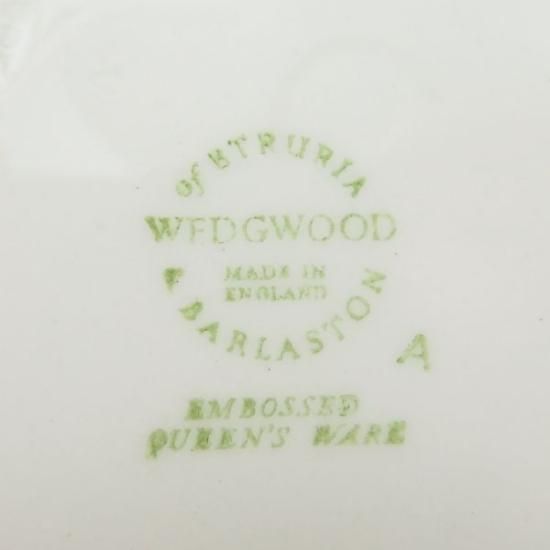 of ETRURIA
WEDGWOOD
MADE IN
ENGLAND
& BARLASTON
A
EMBOSSED
QUEEN'S WARE